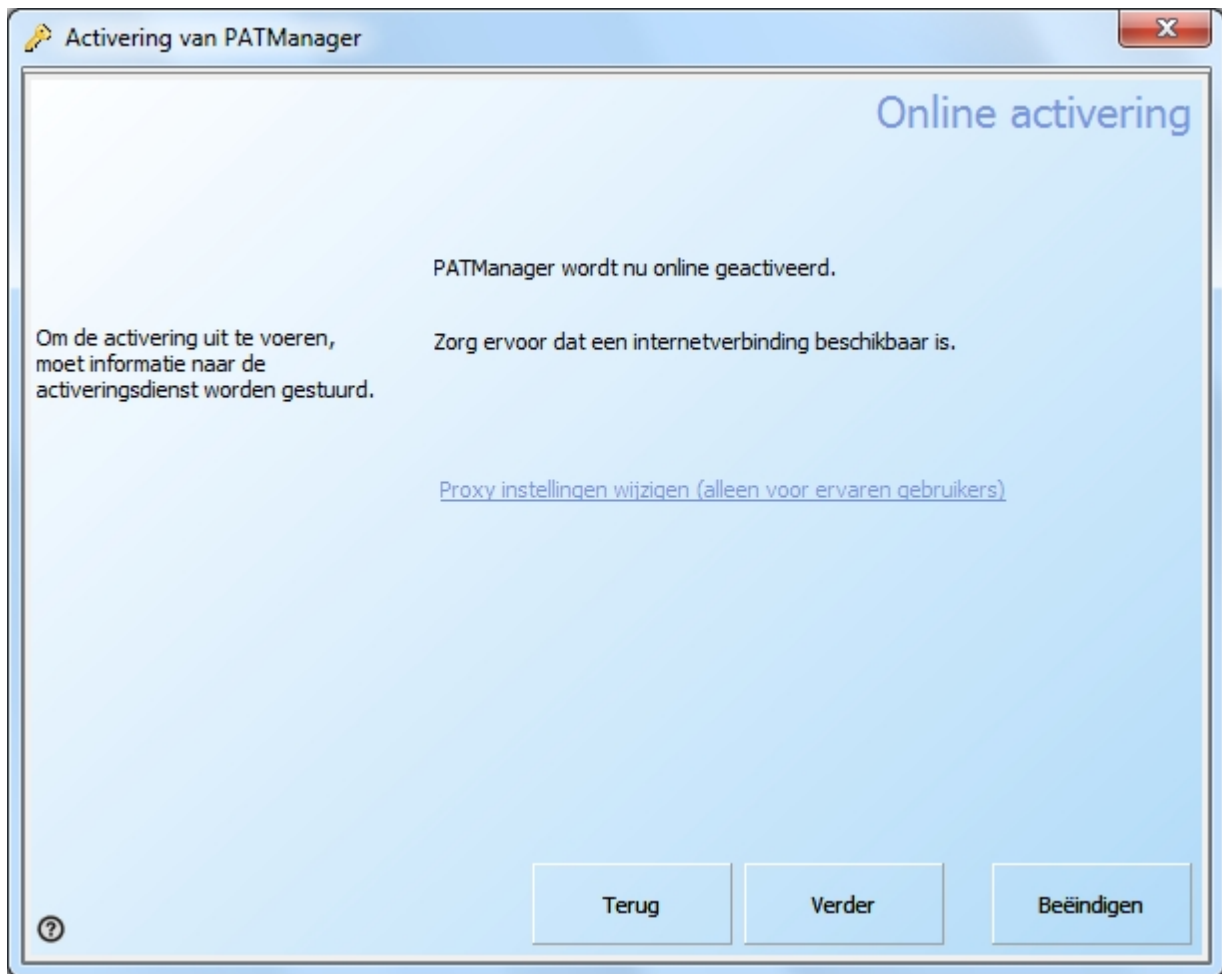 Activering van PATManager
Online activering
PATManager wordt nu online geactiveerd.
Om de activering uit te voeren,
moet informatie naar de
activeringsdienst worden gestuurd.
Zorg ervoor dat een internetverbinding beschikbaar is.
Proxy instellingen wijzigen (alleen voor ervaren gebruikers)
Terug
Verder
Beëindigen